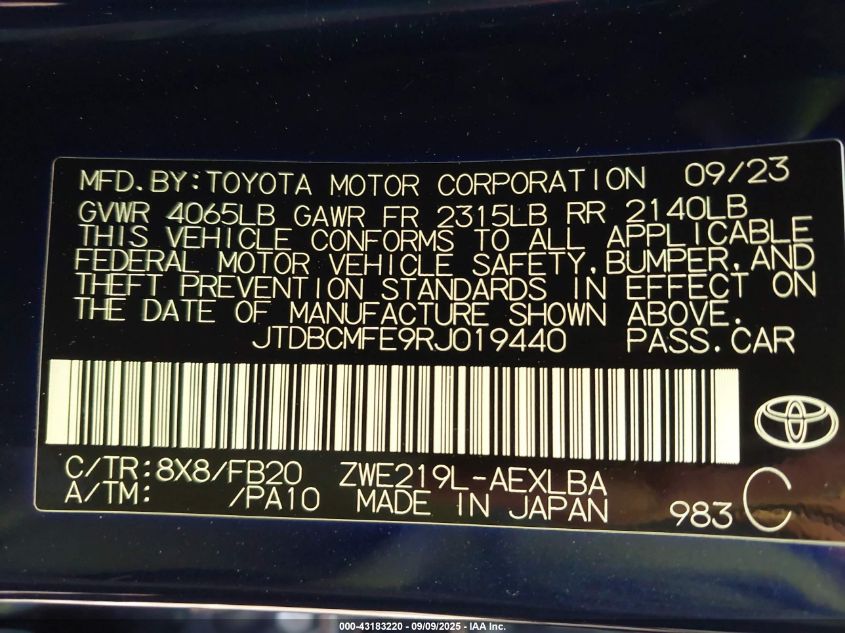 MFD.BY:TOYOTA MOTOR CORPORATION 09/23
GVWR 4065LB GAWR FR 2315LB RR 2140LB
THIS VEHICLE CONFORMS TO ALL APPLICABLE
FEDERAL MOTOR VEHICLE SAFETY,BUMPER,AND
THEFT PREVENTION STANDARDS IN EFFECT ON
THE DATE OF MANUFACTURE SHOWN ABOVE.
JTDBCMFE9RJ019440 PASS.CAR
C/TR:8X8/FB20 ZWE219L-AEXLBA
A/TM: /PA10 MADE IN JAPAN 983 C
000-43183220 - 09/09/2025 - IAA Inc.